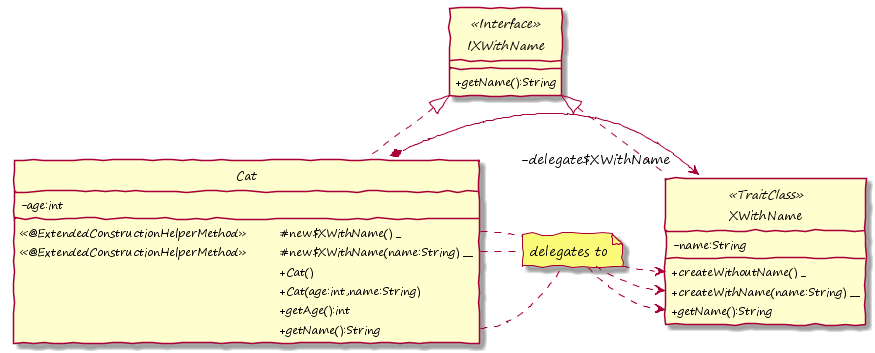 «Interface»
IXWithName
+getName():String
-delegate$XWithName
Cat
-age:int
«@ExtendedConstructionHelperMethod» #new$XWithName() _
«@ExtendedConstructionHelperMethod» #new$XWithName(name:String) __
+Cat()
+Cat(age:int,name:String)
+getAge():int
+getName():String
delegates to
«TraitClass»
XWithName
-name:String
+createWithoutName() _
+createWithName(name:String) __
+getName():String